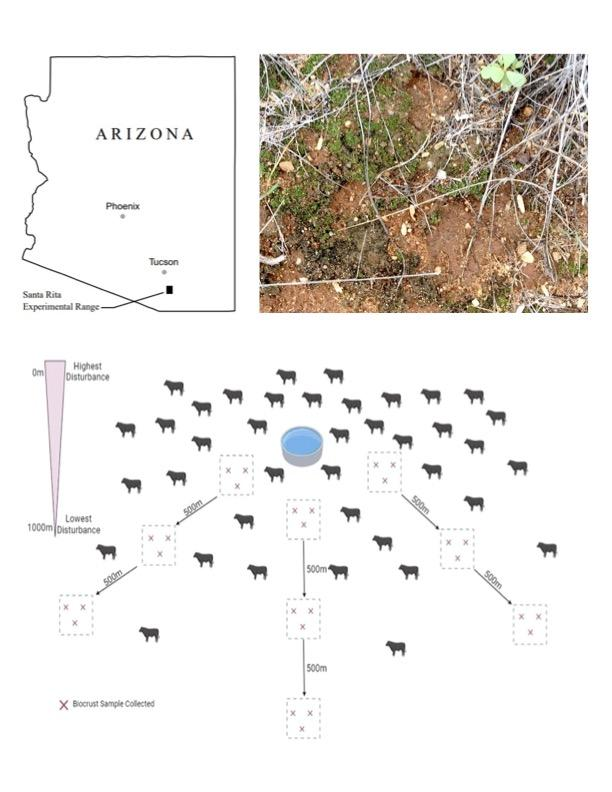 ARIZONA
Phoenix
Tucson
Santa Rita
Experimental Range
0m
Highest
Disturbance
500m
500m
1000m
Lowest
Disturbance
500m
500m
500m
500m
X Biocrust Sample Collected